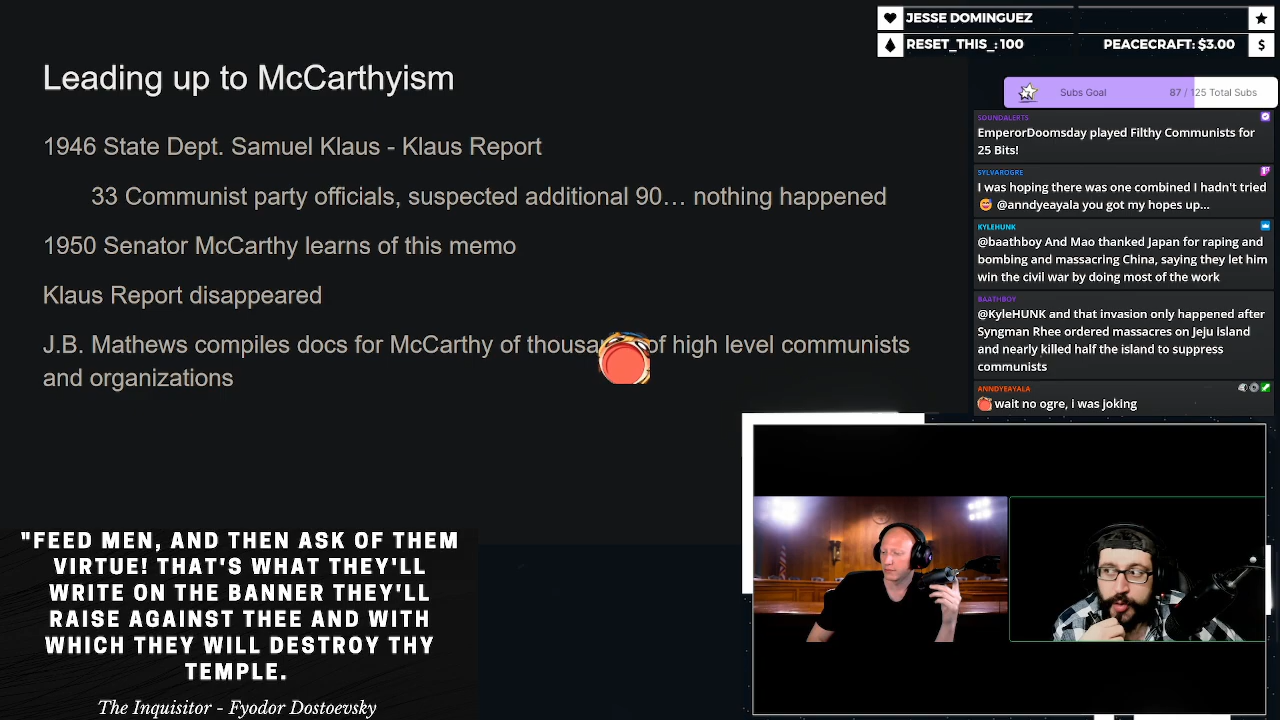 Leading up to McCarthyism
1946 State Dept. Samuel Klaus - Klaus Report
33 Communist party officials, suspected additional 90... nothing happened
1950 Senator McCarthy learns of this memo
Klaus Report disappeared
J.B. Mathews compiles docs for McCarthy of of high level communists
and organizations
JESSE DOMINGUEZ
RESET_THIS_: 100
PEACECRAFT: $3.00
$
Subs Goal
87 / 125 Total Subs
SOUNDALERTS
EmperorDoomsday played Filthy Communists for
25 Bits!
SYLVAROGRE
I was hoping there was one combined I hadn't tried
😅 @anndyeayala you got my hopes up...
KYLEHUNK
@baathboy And Mao thanked Japan for raping and
bombing and massacring China, saying they let him
win the civil war by doing most of the work
BAATHBOY
@KyleHUNK and that invasion only happened after
Syngman Rhee ordered massacres on Jeju Island
and nearly killed half the island to suppress
communists
ANNDYEAYALA
wait no ogre, i was joking
"FEED MEN, AND THEN ASK OF THEM
VIRTUE! THAT'S WHAT THEY'LL
WRITE ON THE BANNER THEY'LL
RAISE AGAINST THEE AND WITH
WHICH THEY WILL DESTROY THY
TEMPLE.
The Inquisitor - Fyodor Dostoevsky